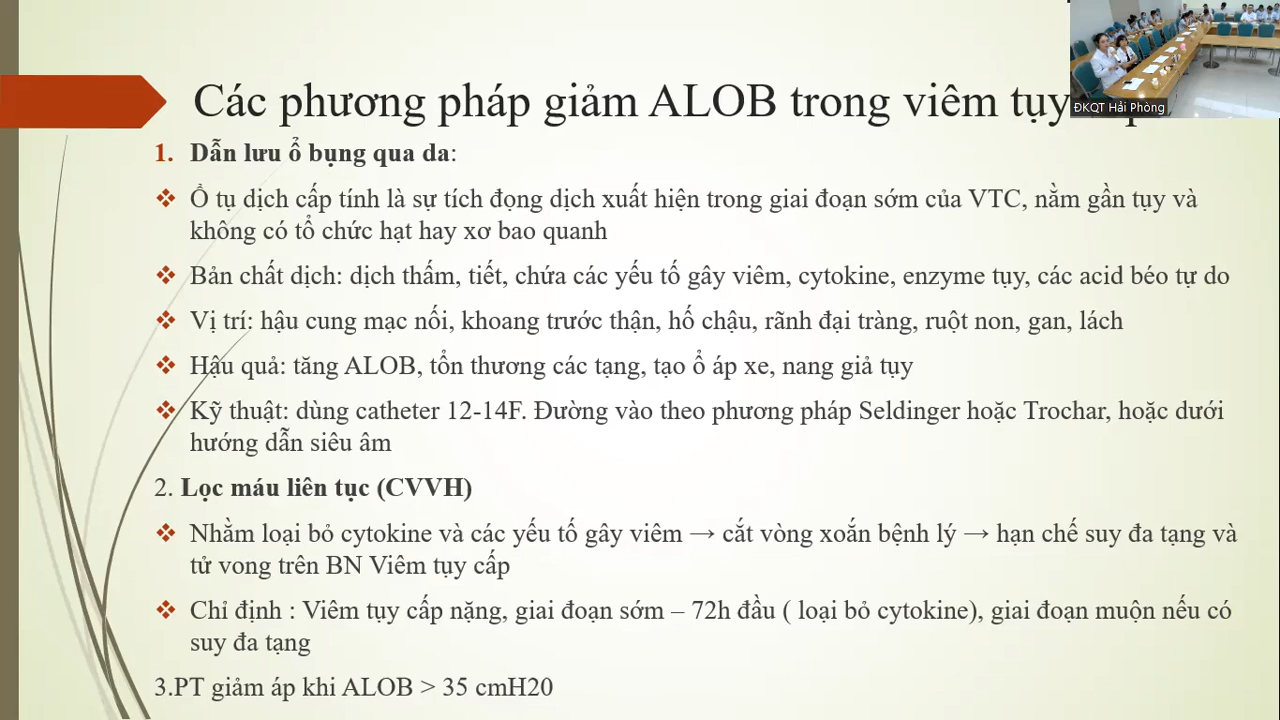 Các phương pháp giảm ALOB trong viêm tụy
ĐKQT Hải Phòng
1. Dẫn lưu ổ bụng qua da:
Ổ tụ dịch cấp tính là sự tích đọng dịch xuất hiện trong giai đoạn sớm của VTC, nằm gần tụy và
không có tổ chức hạt hay xơ bao quanh
Bản chất dịch: dịch thấm, tiết, chứa các yếu tố gây viêm, cytokine, enzyme tụy, các acid béo tự do
Vị trí: hậu cung mạc nối, khoang trước thận, hố chậu, rãnh đại tràng, ruột non, gan, lách
Hậu quả: tăng ALOB, tổn thương các tạng, tạo ổ áp xe, nang giả tụy
Kỹ thuật: dùng catheter 12-14F. Đường vào theo phương pháp Seldinger hoặc Trochar, hoặc dưới
hướng dẫn siêu âm
2. Lọc máu liên tục (CVVH)
Nhằm loại bỏ cytokine và các yếu tố gây viêm → cắt vòng xoắn bệnh lý → hạn chế suy đa tạng và
tử vong trên BN Viêm tụy cấp
Chỉ định : Viêm tụy cấp nặng, giai đoạn sớm – 72h đầu ( loại bỏ cytokine), giai đoạn muộn nếu có
suy đa tạng
3.PT giảm áp khi ALOB > 35 cmH20